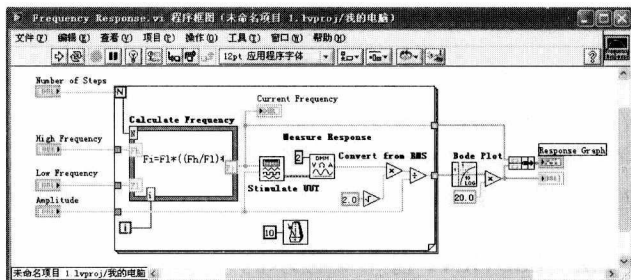 Frequency Response.vi 程序框图 (未命名项目 1.lvproj/我的电脑)
文件(F) 编辑(E) 查看(V) 项目(P) 操作(O) 工具(T) 窗口(W) 帮助(H)
12pt 应用程序字体
Number of Steps
N
Current Frequency
Calculate Frequency
N
Measure Response
High Frequency
Fi=Fl*((Fh/Fl)*
2
DMM
Convert from RMS
Bode Plot
Response Graph
Low Frequency
Stimulate UUT
Amplitude
2.0
20.0
i
i
10
未命名项目 1.lvproj/我的电脑